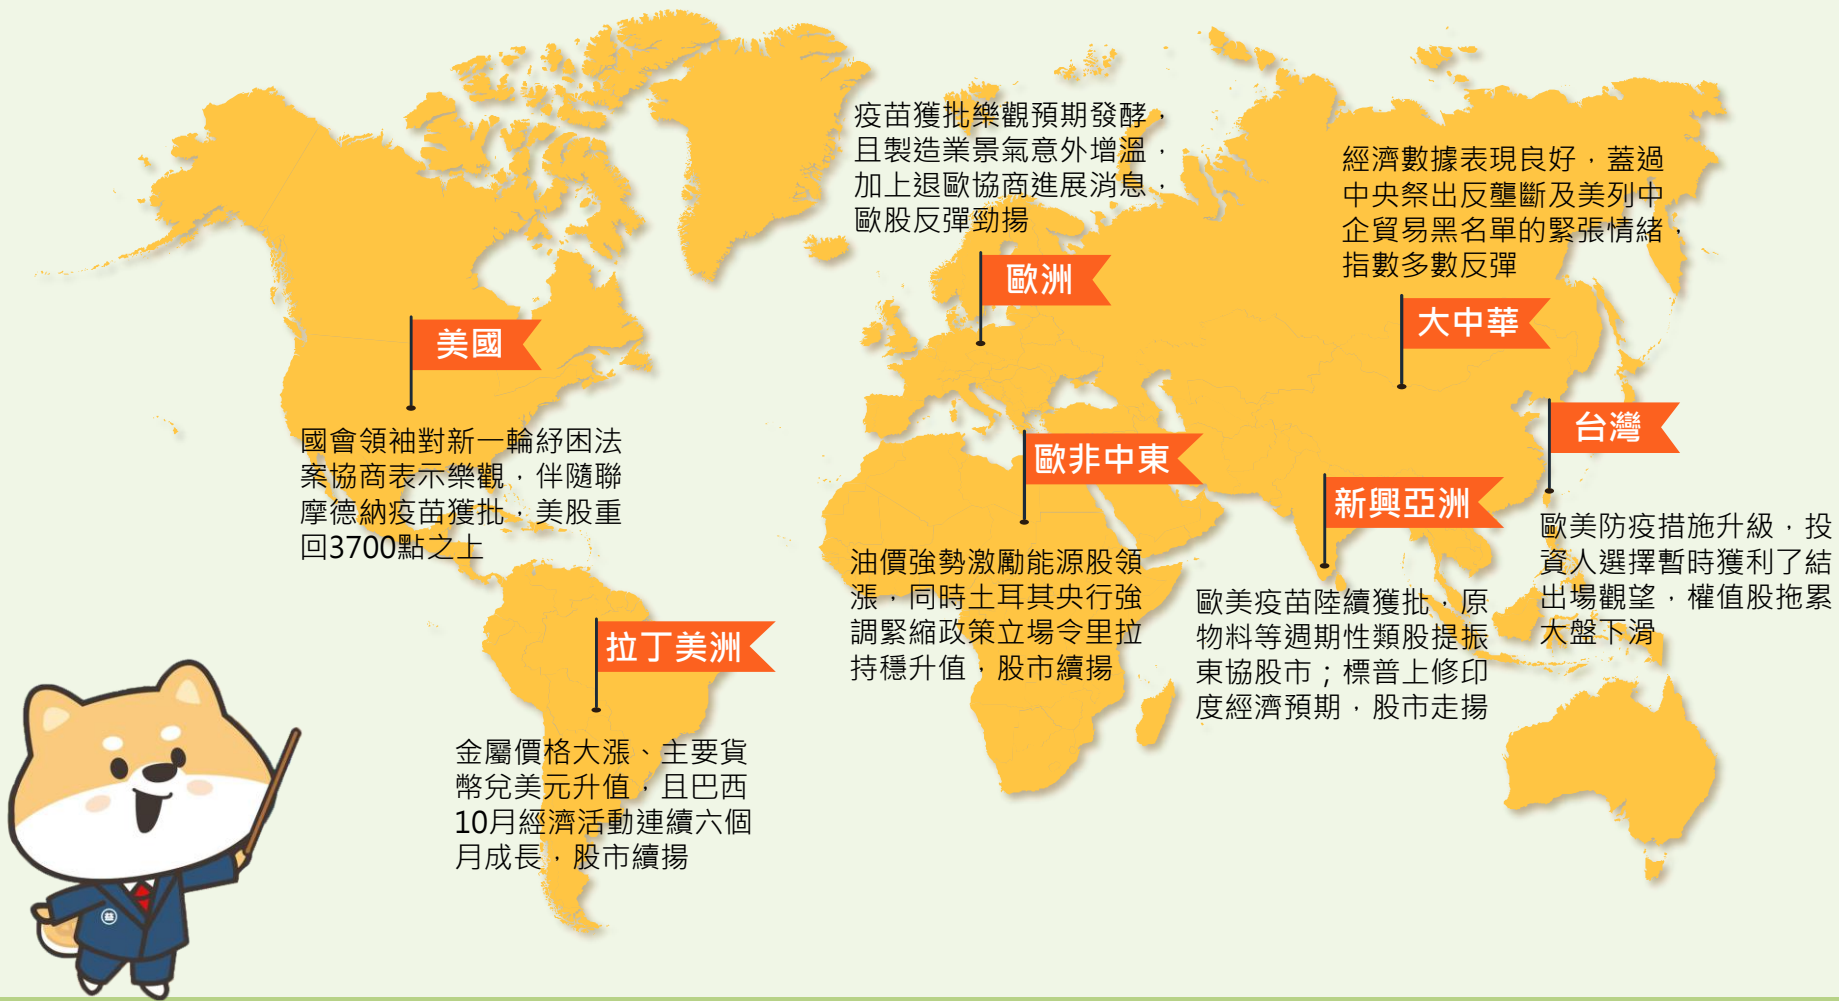 疫苗獲批樂觀預期發酵，
且製造業景氣意外增溫，
加上退歐協商進展消息，
歐股反彈勁揚
歐洲
經濟數據表現良好，蓋過
中央祭出反壟斷及美列中
企貿易黑名單的緊張情緒，
指數多數反彈
大中華
美國
國會領袖對新一輪紓困法
案協商表示樂觀，伴隨聯
摩德納疫苗獲批，美股重
回3700點之上
台灣
歐美防疫措施升級，投
資人選擇暫時獲利了結
出場觀望，權值股拖累
大盤下滑
歐非中東
油價強勢激勵能源股領
漲，同時土耳其央行強
調緊縮政策立場令里拉
持穩升值，股市續揚
新興亞洲
歐美疫苗陸續獲批，原
物料等週期性類股提振
東協股市；標普上修印
度經濟預期，股市走揚
拉丁美洲
金屬價格大漲、主要貨
幣兌美元升值，且巴西
10月經濟活動連續六個
月成長，股市續揚